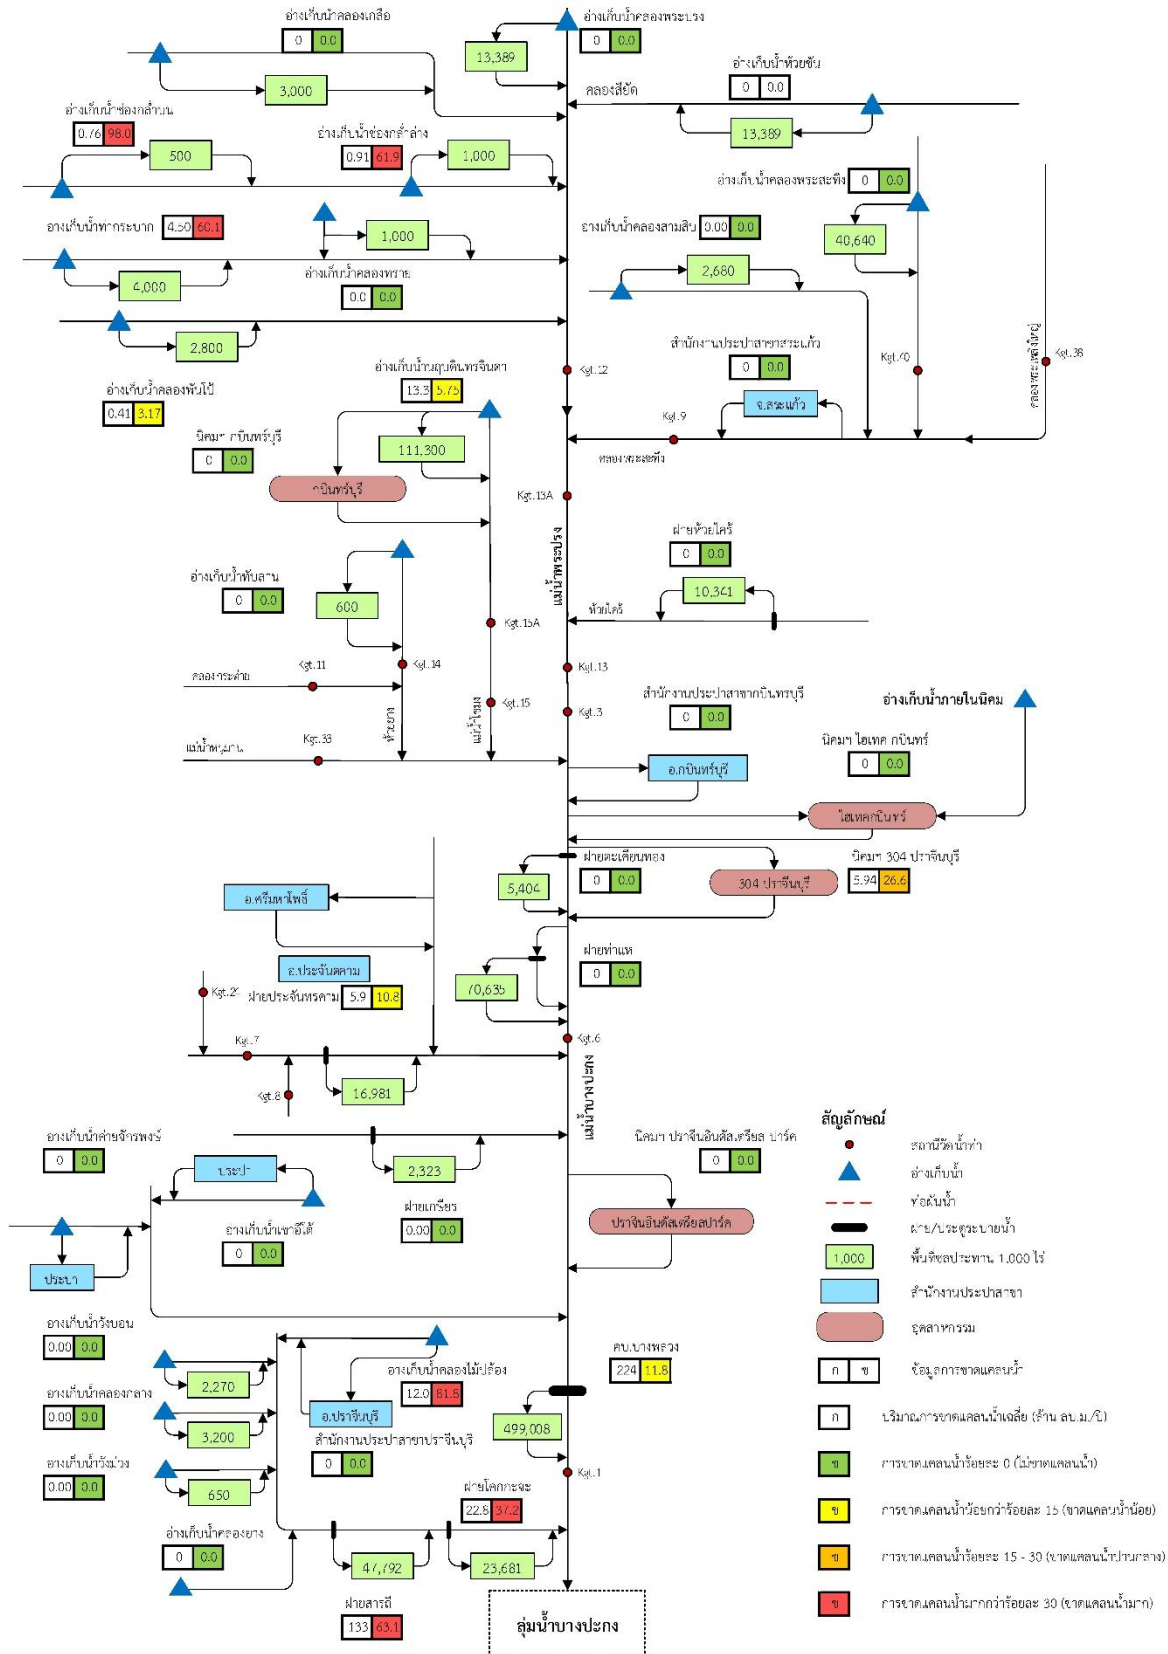 อ่างเก็บน้ำคลองเกลือ
0 0.0
3,000
อ่างเก็บน้ำคลองพระปรง
0 0.0
13,389
คลองสียัด
อ่างเก็บน้ำห้วยชัน
0 0.0
13,389
อ่างเก็บน้ำช่องกล่ำบน
0.76 98.0
500
อ่างเก็บน้ำช่องกล่ำล่าง
0.91 61.9
1,000
อ่างเก็บน้ำคลองพระสะทึง 0 0.0
40,640
อ่างเก็บน้ำท่ากระบาก 4.50 60.1
1,000
4,000
อ่างเก็บน้ำคลองทราย
0.0 0.0
อ่างเก็บน้ำคลองสามสิบ 0.00 0.0
2,680
2,800
อ่างเก็บน้ำคลองพันโป้
0.41 3.17
สำนักงานประปาสาขาสระแก้ว
0 0.0
จ.สระแก้ว
Kgt.12
Kgt.9
Kgt.40
Kgt.38
คลองพระเพลิงใหญ่
คลองพระสะทึง
อ่างเก็บน้ำนฤบดินทรจินดา
13.3 5.75
111,300
นิคมฯ กบินทร์บุรี
0 0.0
กบินทร์บุรี
Kgt.13A
แม่น้ำพระปรง
ฝายห้วยไคร้
0 0.0
10,341
ห้วยไคร้
อ่างเก็บน้ำทับลาน
0 0.0
600
Kgt.15A
Kgt.11
Kgt.14
คลองกระต่าย
Kgt.13
Kgt.15
Kgt.3
ห้วยยาง
แม่น้ำใสมง
Kgt.33
แม่น้ำหนุมาน
สำนักงานประปาสาขากบินทรบุรี
0 0.0
อ.กบินทร์บุรี
อ่างเก็บน้ำภายในนิคม
นิคมฯ ไฮเทค กบินทร์
0 0.0
ไฮเทคกบินทร์
ฝายตะเคียนทอง
0 0.0
5,404
นิคมฯ 304 ปราจีนบุรี
5.94 26.6
304 ปราจีนบุรี
อ.ศรีมหาโพธิ์
อ.ประจันตคาม
ฝายประจันทรคาม 5.9 10.8
ฝายท่าแห
0 0.0
70,635
Kgt.7
Kgt.8
16,981
Kgt.6
แม่น้ำบางปะกง
อ่างเก็บน้ำค่ายจักรพงษ์
0 0.0
ประปา
2,323
ฝายเกษียร
0.00 0.0
อ่างเก็บน้ำเขาอีโต้
0 0.0
ประปา
นิคมฯ ปราจีนอินดัสเตรียล ปาร์ค
0 0.0
ปราจีนอินดัสเตรียลปาร์ค
อ่างเก็บน้ำวังบอน
0.00 0.0
2,270
อ่างเก็บน้ำคลองกลาง
0.00 0.0
3,200
อ่างเก็บน้ำวังม่วง
0.00 0.0
650
อ่างเก็บน้ำคลองไม้ปล้อง
12.0 81.8
อ.ปราจีนบุรี
สำนักงานประปาสาขาปราจีนบุรี
0 0.0
คบ.บางพลวง
224 11.8
499,008
Kgt.1
ฝายโคกกะจะ
22.8 37.2
อ่างเก็บน้ำคลองยาง
0 0.0
47,792
23,681
ฝายสารถี
133 63.1
ลุ่มน้ำบางปะกง
สัญลักษณ์
สถานีวัดน้ำท่า
อ่างเก็บน้ำ
ท่อผันน้ำ
ฝาย/ประตูระบายน้ำ
1,000 พื้นที่ชลประทาน 1,000 ไร่
สำนักงานประปาสาขา
อุตสาหกรรม
ก ข ข้อมูลการขาดแคลนน้ำ
ก ปริมาณการขาดแคลนน้ำเฉลี่ย (ล้าน ลบ.ม./ปี)
ข การขาดแคลนน้ำร้อยละ 0 (ไม่ขาดแคลนน้ำ)
ข การขาดแคลนน้ำน้อยกว่าร้อยละ 15 (ขาดแคลนน้ำน้อย)
ข การขาดแคลนน้ำร้อยละ 15 - 30 (ขาดแคลนน้ำปานกลาง)
ข การขาดแคลนน้ำมากกว่าร้อยละ 30 (ขาดแคลนน้ำมาก)